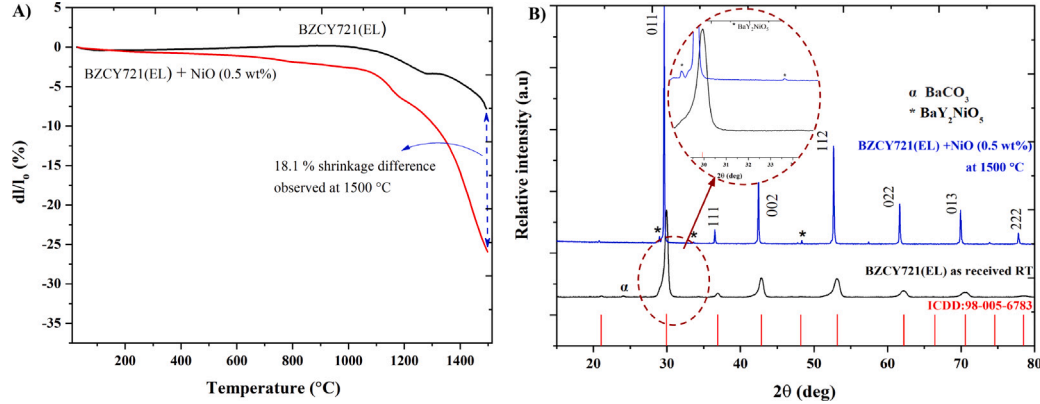 A)
BZCY721(EL)
BZCY721(EL) + NiO (0.5 wt%)
18.1 % shrinkage difference
observed at 1500 °C
dl/l₀ (%)
5
0
-5
-10
-15
-20
-25
-30
-35
200 400 600 800 1000 1200 1400
Temperature (°C)
B)
011
* BaY₂NiO₅
30 31 32 33
2θ (deg)
α BaCO₃
* BaY₂NiO₅
BZCY721(EL) +NiO (0.5 wt%)
at 1500 °C
111
002
112
022
013
222
* * *
BZCY721(EL) as received RT
α
ICDD:98-005-6783
Relative intensity (a.u)
20 30 40 50 60 70 80
2θ (deg)